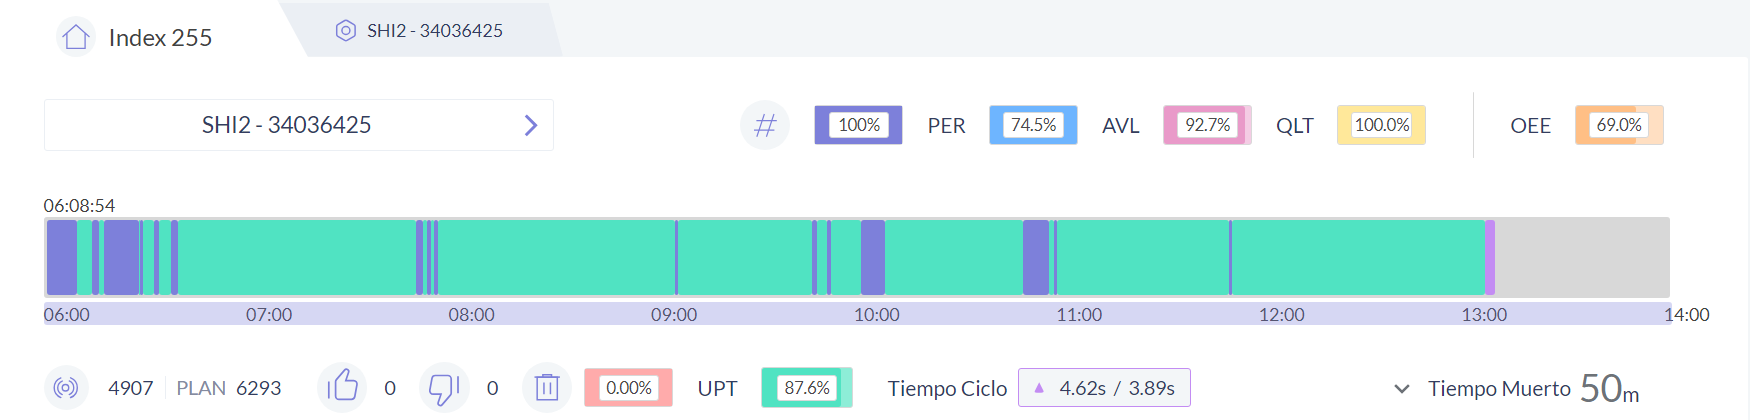 Index 255
SHI2 - 34036425
SHI2 - 34036425
100% PER 74.5% AVL 92.7% QLT 100.0% OEE 69.0%
06:08:54
06:00 07:00 08:00 09:00 10:00 11:00 12:00 13:00 14:00
4907 PLAN 6293 0 0 0.00% UPT 87.6% Tiempo Ciclo 4.62s / 3.89s Tiempo Muerto 50m